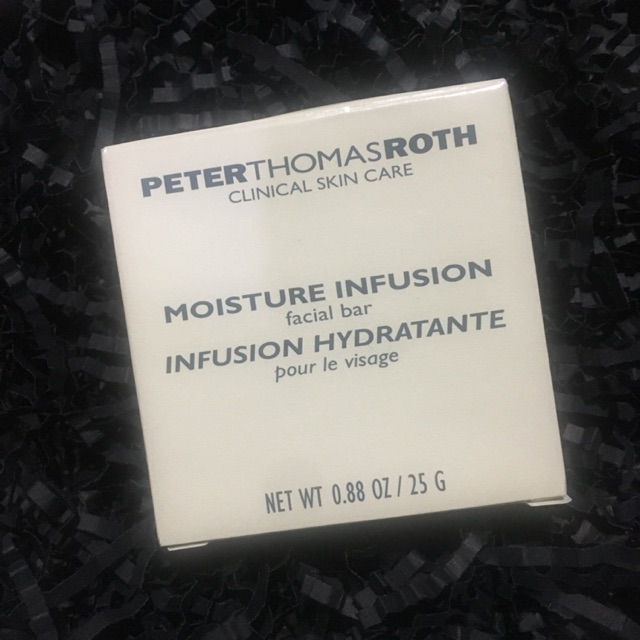 PETERTHOMASROTH
CLINICAL SKIN CARE
MOISTURE INFUSION
facial bar
INFUSION HYDRATANTE
pour le visage
NET WT 0.88 OZ / 25 G